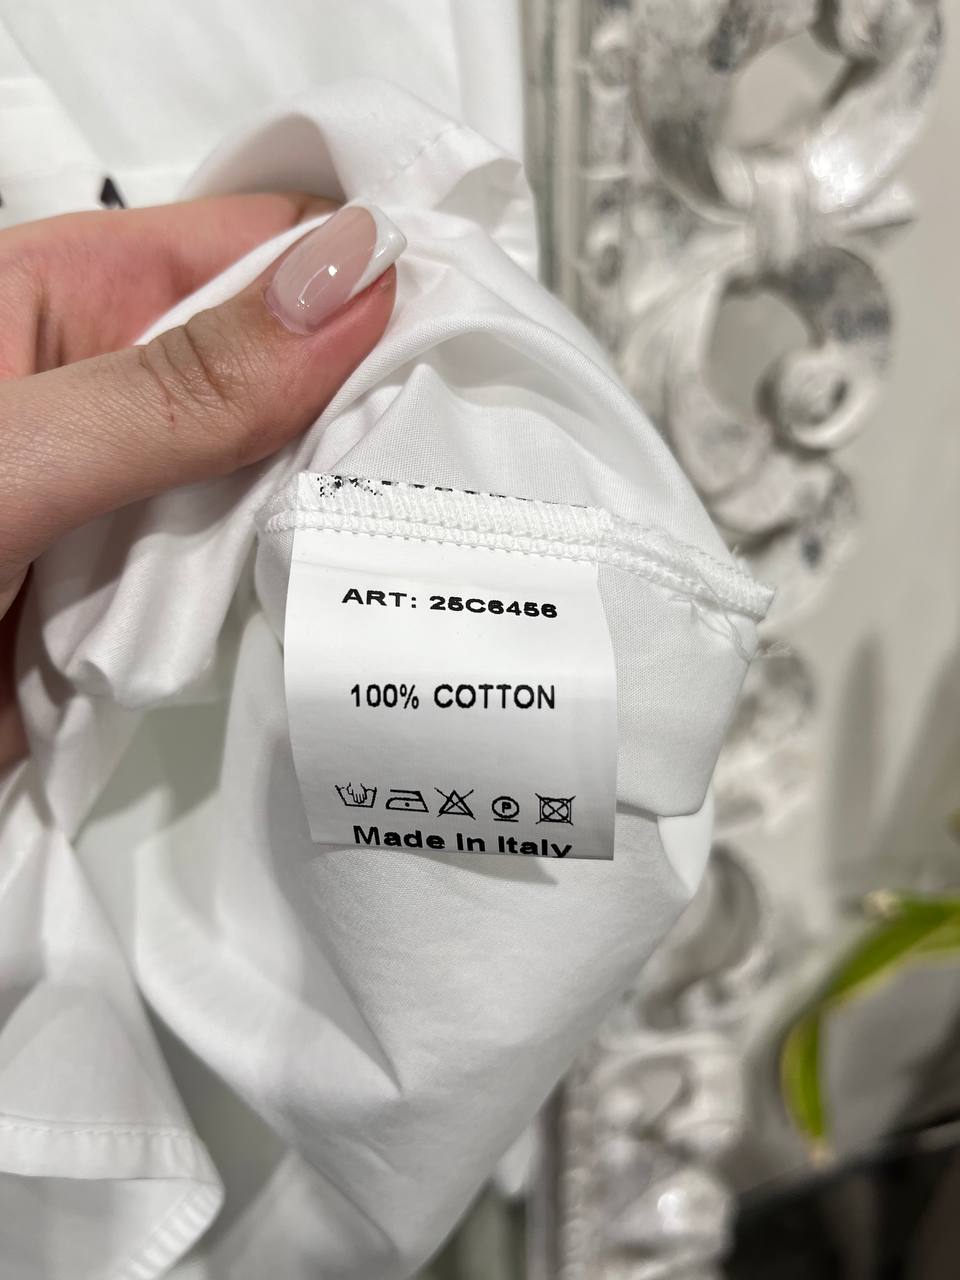 ART: 25C6456
100% COTTON
P
Made in Italy